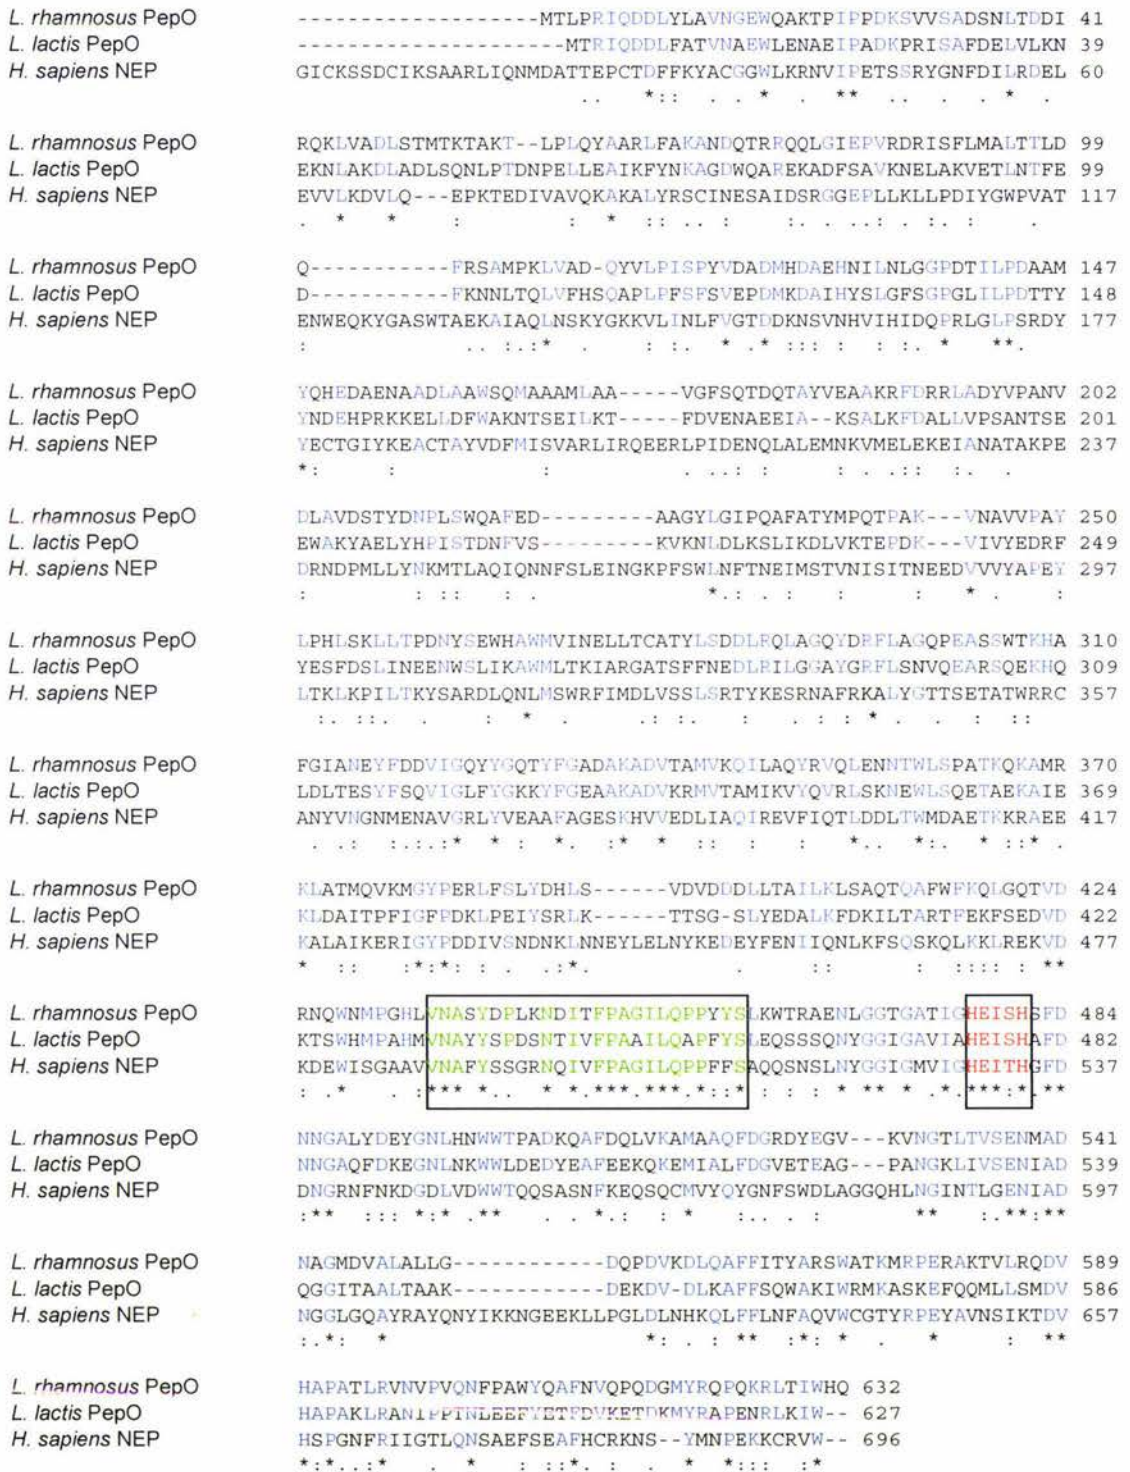 L. rhamnosus PepO ------------------MTLPRIQDDLYLAVNGEWQAKTPIPPDKSVVSADSNLTDDI 41
L. lactis PepO --------------------MTRIQDDLFATVNAEWLENAEIPADKPRISAFDELVLKN 39
H. sapiens NEP GICKSSDCIKSAARLIQNMDATTEPCTDFFKYACGGWLKRNVIPETSSRYGNFDILRDEL 60
.. *:: . . * . ** . . . . * .
L. rhamnosus PepO RQKLVADLSTMTKTAKT--LPLQYAARLFAKANDQTRRQQLGIEPVRDRISFLMALTTLD 99
L. lactis PepO EKNLAKDLADLSQNLPTDNPELLEAIKFYNKAGDWQAREKADFSAVKNELAKVETLNTFE 99
H. sapiens NEP EVVLKDVLQ---EPKTEDIVAVQKAKALYRSCINESAIDSRGGEPLLKLLPDIYGWPVAT 117
. * * : : * :: . . : . . : . : : .
L. rhamnosus PepO Q-----------FRSAMPKLVAD-QYVLPISPYVDADMHDAEHNILNLGGPDTILPDAAM 147
L. lactis PepO D-----------FKNNLTQLVFHSQAPLPFSFSVEPDMKDAIHYSLGFSGPGLILPDTTY 148
H. sapiens NEP ENWEQKYGASWTAEKAIAQLNSKYGKKVLINLFVGTDDKNSVNHVIHIDQPRLGLPSRDY 177
: .. :.:* . : :. * .* ::: : : :. * **.
L. rhamnosus PepO YQHEDAENAADLAAWSQMAAAMLAA-----VGFSQTDQTAYVEAAKRFDRRLADYVPANV 202
L. lactis PepO YNDEHPRKKELLDFWAKNTSEILKT-----FDVENAEEIA--KSALKFDALLVPSANTSE 201
H. sapiens NEP YECTGIYKEACTAYVDFMISVARLIRQEERLPIDENQLALEMNKVMELEKEIANATAKPE 237
*: : : . ..: : : . .:: :. .
L. rhamnosus PepO DLAVDSTYDNPLSWQAFED----------AAGYLGIPQAFATYMPQTPAK---VNAVVPAY 250
L. lactis PepO EWAKYAELYHPISTDNFVS----------KVKNLDLKSLIKDLVKTEPDK---VIVYEDRF 249
H. sapiens NEP DRNDPMLLYNKMTLAQIQNNFSLEINGKPFSWLNFTNEIMSTVNISITNEEDVVVYAPEY 297
: : :: : . *.: . : . : * . :
L. rhamnosus PepO LPHLSKLLTPDNYSEWHAWMVINELLTCATYLSDDLRQLAGQYDRFLAGQPEASSWTKHA 310
L. lactis PepO YESFDSLINEENWSLIKAWMLTKIARGATSFFNEDLRILGGAYGRFLSNVQEARSQEKHQ 309
H. sapiens NEP LTKLKPILTKYSARDLQNLMSWRFIMDLVSSLSRTYKESRNAFRKALYGTTSETATWRRC 357
:. ::. . : * . .:: :. : . : : * . . : ::
L. rhamnosus PepO FGIANEYFDDVIGQYYGQTYFGADAKADVTAMVKQILAQYRVQLENNTWLSPATKQKAMR 370
L. lactis PepO LDLTESYFSQVIGLFYGKKYFGEAAKADVKRMVTAMIKVYQVRLSKNEWLSQETAEKAIE 369
H. sapiens NEP ANYVNGNMENAVGRLYVEAAFAGESKHVVEDLIAQIREVFIQTLDDLTWMDAETKKRAEE 417
. .: :.:.:* * : *. :* * :: : : *.. *:. * ::* .
L. rhamnosus PepO KLATMQVKMGYPERLFSLYDHLS------VDVDDDLLTAILKLSAQTQAFWFKQLGQTVD 424
L. lactis PepO KLDAITPFIGFPDKLPEIYSRLK------TTSG-SLYEDALKFDKILTARTFEKFSEDVD 422
H. sapiens NEP KALAIKERIGYPDDIVSNDNKLNNEYLELNYKEDEYFENIIQNLKFSQSKQLKKLREKVD 477
* :: :*:*: : . .:*. . :: : ::: : **
L. rhamnosus PepO RNQWNMPGHLVNASYDPLKNDITFPAGILQPPYYSLKWTRAENLGGTGATIGHEISHSFD 484
L. lactis PepO KTSWHMPAHMVNAYYSPDSNTIVFPAAILQAPFYSLEQSSSQNYGGIGAVIAHEISHAFD 482
H. sapiens NEP KDEWISGAAVVNAFYSSGRNQIVFPAGILQPPFFSAQQSNSLNYGGIGMVIGHEITHGFD 537
: .* . :*** *.. * *.***.***.*::* : : : * ** * .*.***:*.**
L. rhamnosus PepO NNGALYDEYGNLHNWWTPADKQAFDQLVKAMAAQFDGRDYEGV---KVNGTLTVSENMAD 541
L. lactis PepO NNGAQFDKEGNLNKWWLDEDYEAFEEKQKEMIALFDGVETEAG---PANGKLIVSENIAD 539
H. sapiens NEP DNGRNFNKDGDLVDWWTQQSASNFKEQSQCMVYQYGNFSWDLAGGQHLNGINTLGENIAD 597
:** ::: *:* .** . . *.: : * :.. . : ** :.**:**
L. rhamnosus PepO NAGMDVALALLG------------DQPDVKDLQAFFITYARSWATKMRPERAKTVLRQDV 589
L. lactis PepO QGGITAALTAAK------------DEKDV-DLKAFFSQWAKIWRMKASKEFQQMLLSMDV 586
H. sapiens NEP NGGLGQAYRAYQNYIKKNGEEKLLPGLDLNHKQLFFLNFAQVWCGTYRPEYAVNSIKTDV 657
:.*: * *: . : ** :*: * . * : **
L. rhamnosus PepO HAPATLRVNVPVQNFPAWYQAFNVQPQDGMYRQPQKRLTIWHQ 632
L. lactis PepO HAPAKLRANIPPTNLEEFYETFDVKETDKMYRAPENRLKIW-- 627
H. sapiens NEP HSPGNFRIIGTLQNSAEFSEAFHCRKNS--YMNPEKKCRVW-- 696
*:*..:* . * : ::*. : . * *::: :*